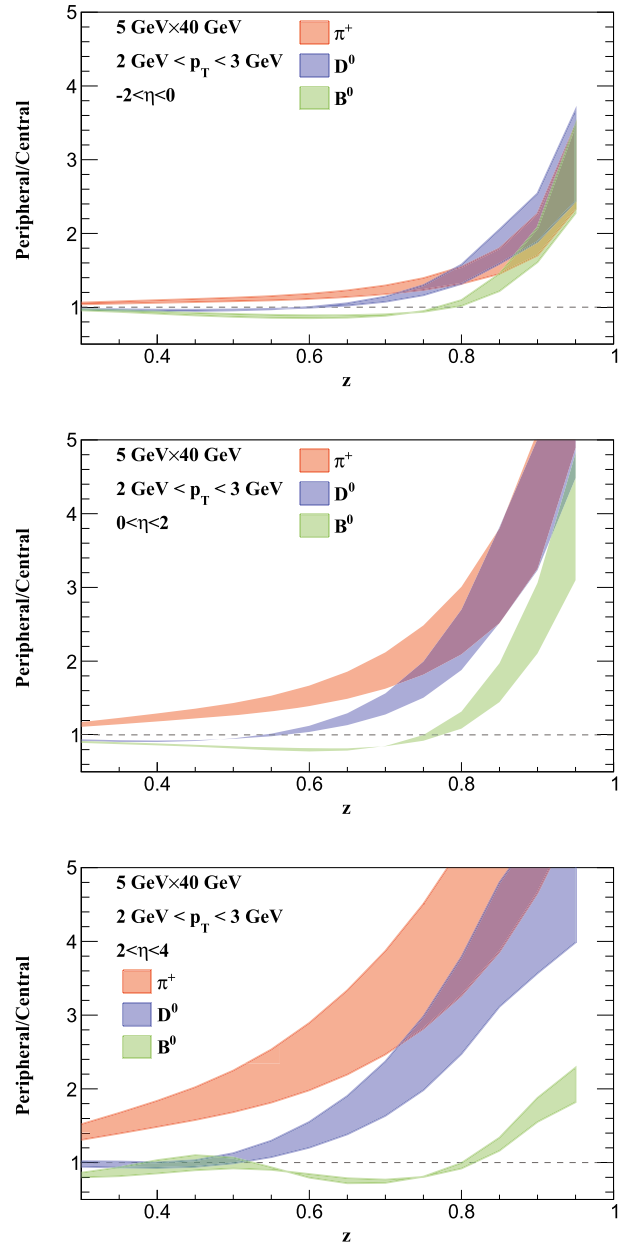 5 GeV×40 GeV
2 GeV < p_T < 3 GeV
-2<η<0
π⁺
D⁰
B⁰
Peripheral/Central
5
4
3
2
1
0.4
0.6
0.8
1
z
5 GeV×40 GeV
2 GeV < p_T < 3 GeV
0<η<2
π⁺
D⁰
B⁰
Peripheral/Central
5
4
3
2
1
0.4
0.6
0.8
1
z
5 GeV×40 GeV
2 GeV < p_T < 3 GeV
2<η<4
π⁺
D⁰
B⁰
Peripheral/Central
5
4
3
2
1
0.4
0.6
0.8
1
z